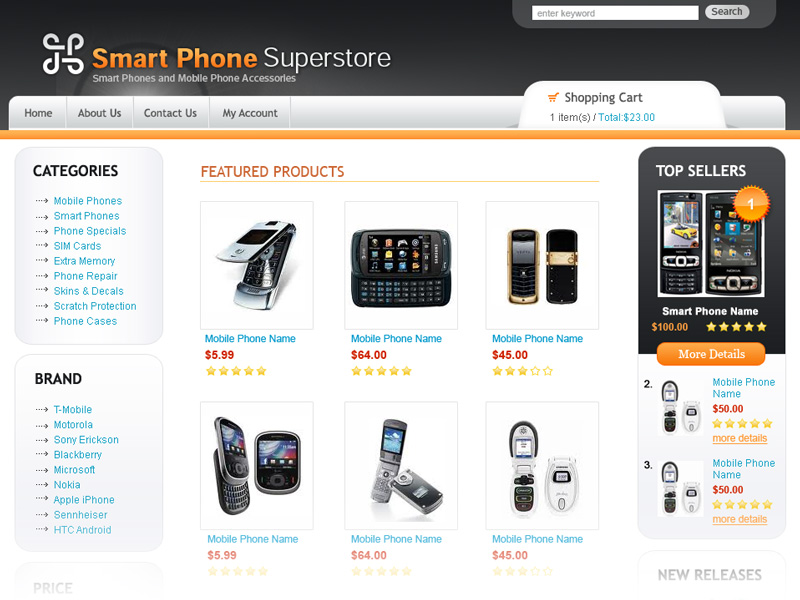 enter keyword
Search
Smart Phone Superstore
Smart Phones and Mobile Phone Accessories
Home
About Us
Contact Us
My Account
Shopping Cart
1 item(s) / Total:$23.00
CATEGORIES
Mobile Phones
Smart Phones
Phone Specials
SIM Cards
Extra Memory
Phone Repair
Skins & Decals
Scratch Protection
Phone Cases
BRAND
T-Mobile
Motorola
Sony Erickson
Blackberry
Microsoft
Nokia
Apple iPhone
Sennheiser
HTC Android
PRICE
FEATURED PRODUCTS
Mobile Phone Name
$5.99
Mobile Phone Name
$64.00
Mobile Phone Name
$45.00
Mobile Phone Name
$5.99
Mobile Phone Name
$64.00
Mobile Phone Name
$45.00
TOP SELLERS
1
Smart Phone Name
$100.00
More Details
2.
Mobile Phone
Name
$50.00
more details
3.
Mobile Phone
Name
$50.00
more details
NEW RELEASES